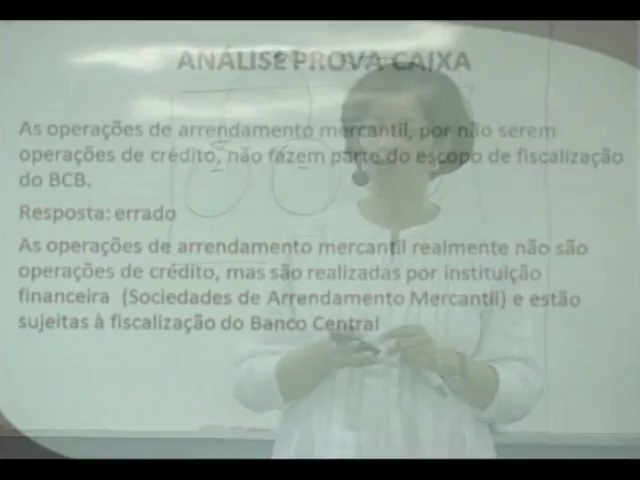 ANÁLISE PROVA CAIXA
As operações de arrendamento mercantil, por não serem
operações de crédito, não fazem parte do escopo de fiscalização
do BCB.
Resposta: errado
As operações de arrendamento mercantil realmente não são
operações de crédito, mas são realizadas por instituição
financeira (Sociedades de Arrendamento Mercantil) e estão
sujeitas à fiscalização do Banco Central